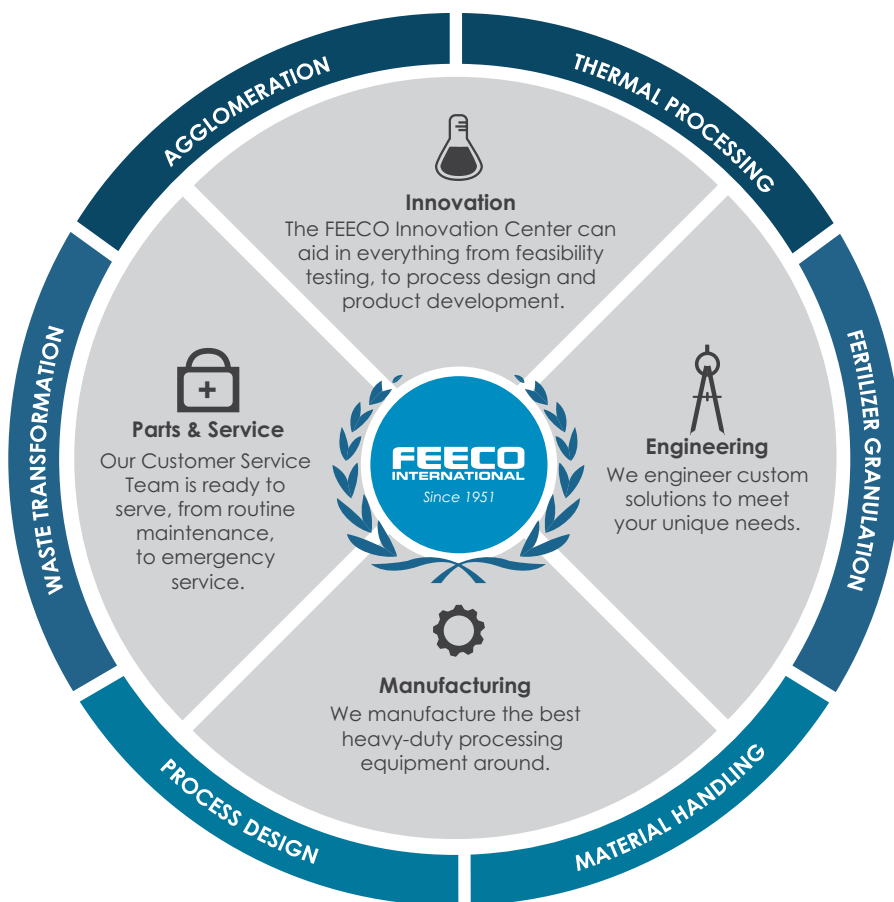 AGGLOMERATION
THERMAL PROCESSING
FERTILIZER GRANULATION
MATERIAL HANDLING
PROCESS DESIGN
WASTE TRANSFORMATION
Innovation
The FEECO Innovation Center can
aid in everything from feasibility
testing, to process design and
product development.
Parts & Service
Our Customer Service
Team is ready to
serve, from routine
maintenance,
to emergency
service.
FEECO
INTERNATIONAL
Since 1951
Engineering
We engineer custom
solutions to meet
your unique needs.
Manufacturing
We manufacture the best
heavy-duty processing
equipment around.